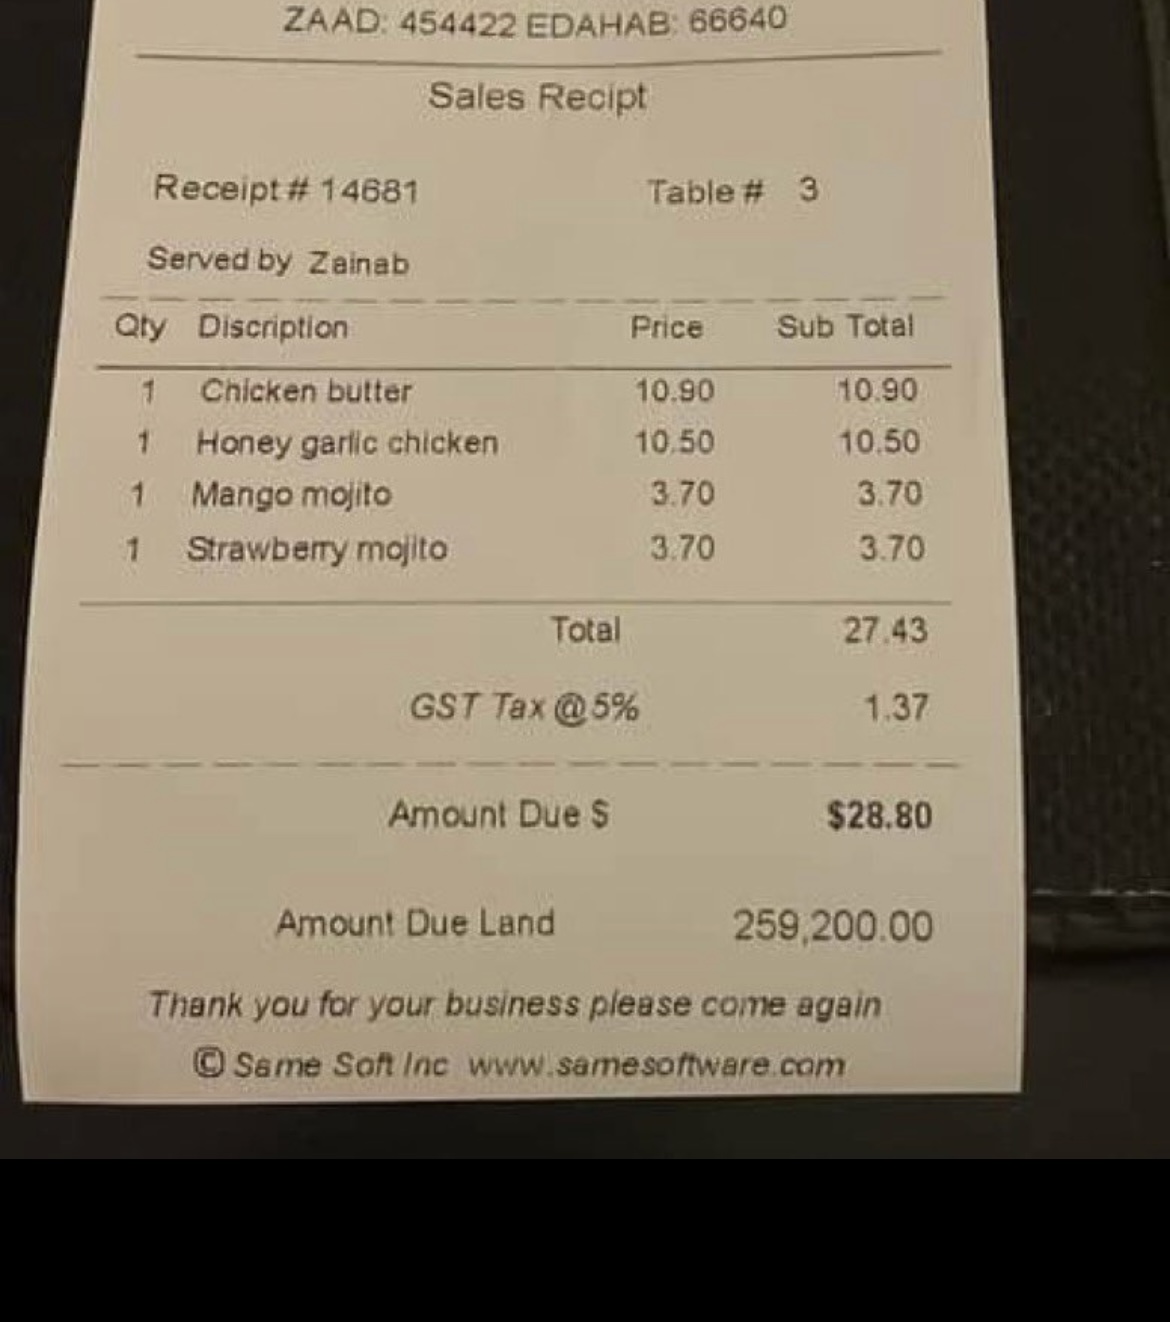 ZAAD: 454422 EDAHAB: 66640
Sales Recipt
Receipt # 14681 Table # 3
Served by Zainab
Qty Discription Price Sub Total
1 Chicken butter 10.90 10.90
1 Honey garlic chicken 10.50 10.50
1 Mango mojito 3.70 3.70
1 Strawberry mojito 3.70 3.70
Total 27.43
GST Tax @ 5% 1.37
Amount Due $ $28.80
Amount Due Land 259,200.00
Thank you for your business please come again
© Same Soft Inc www.samesoftware.com